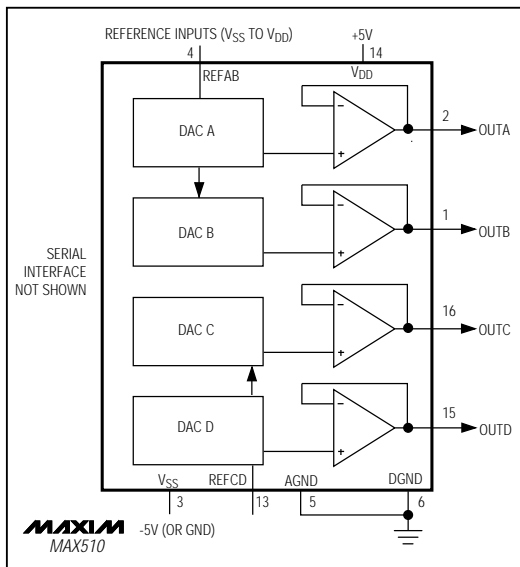 REFERENCE INPUTS (VSS TO VDD)
+5V
4
14
REFAB
VDD
DAC A
−
+
2
OUTA
DAC B
−
+
1
OUTB
SERIAL
INTERFACE
NOT SHOWN
DAC C
−
+
16
OUTC
DAC D
−
+
15
OUTD
VSS
REFCD
AGND
DGND
3
13
5
6
-5V (OR GND)
MAXIM
MAX510